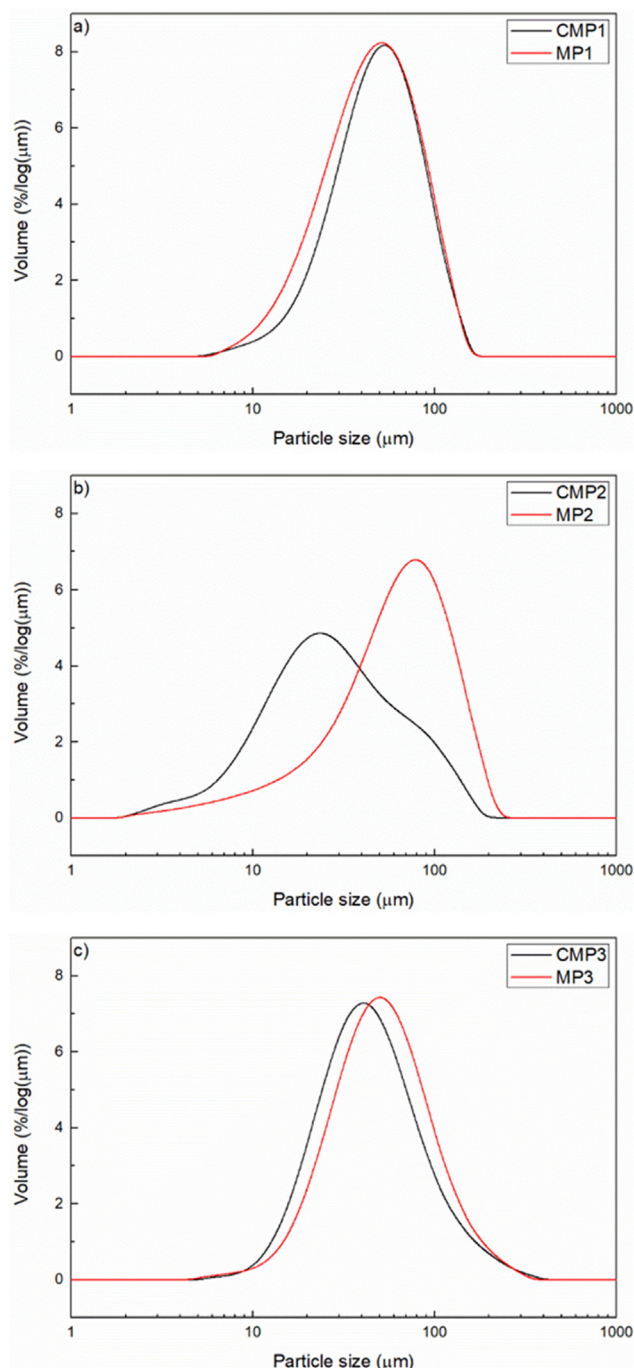 a)
CMP1
MP1
8
6
4
2
0
Volume (%/log(μm))
1
10
100
1000
Particle size (μm)
b)
CMP2
MP2
8
6
4
2
0
Volume (%/log(μm))
1
10
100
1000
Particle size (μm)
c)
CMP3
MP3
8
6
4
2
0
Volume (%/log(μm))
1
10
100
1000
Particle size (μm)